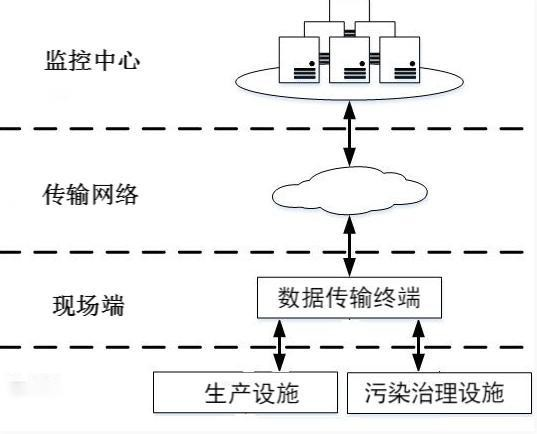 监控中心
传输网络
现场端
数据传输终端
生产设施
污染治理设施